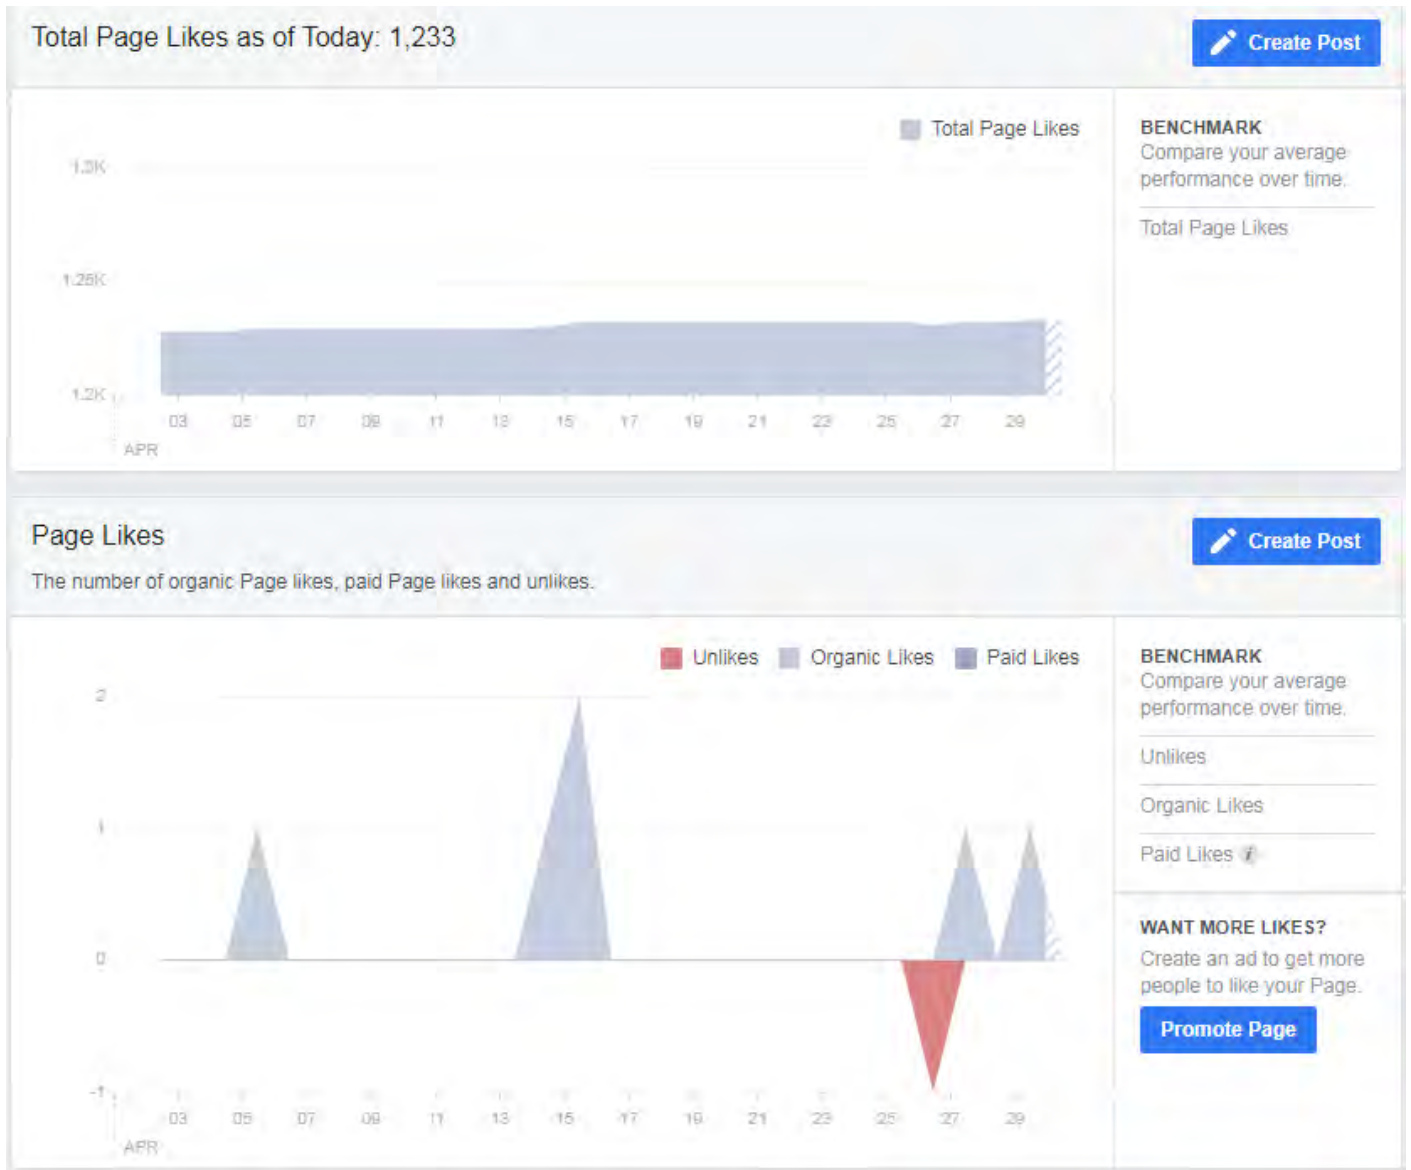 Total Page Likes as of Today: 1,233
Create Post
Total Page Likes
BENCHMARK
Compare your average
performance over time.
Total Page Likes
1.3K
1.25K
1.2K
03 05 07 09 11 13 15 17 19 21 23 25 27 29
APR
Page Likes
Create Post
The number of organic Page likes, paid Page likes and unlikes.
Unlikes Organic Likes Paid Likes
BENCHMARK
Compare your average
performance over time.
Unlikes
Organic Likes
Paid Likes i
WANT MORE LIKES?
Create an ad to get more
people to like your Page.
Promote Page
2
1
0
-1
03 05 07 09 11 13 15 17 19 21 23 25 27 29
APR